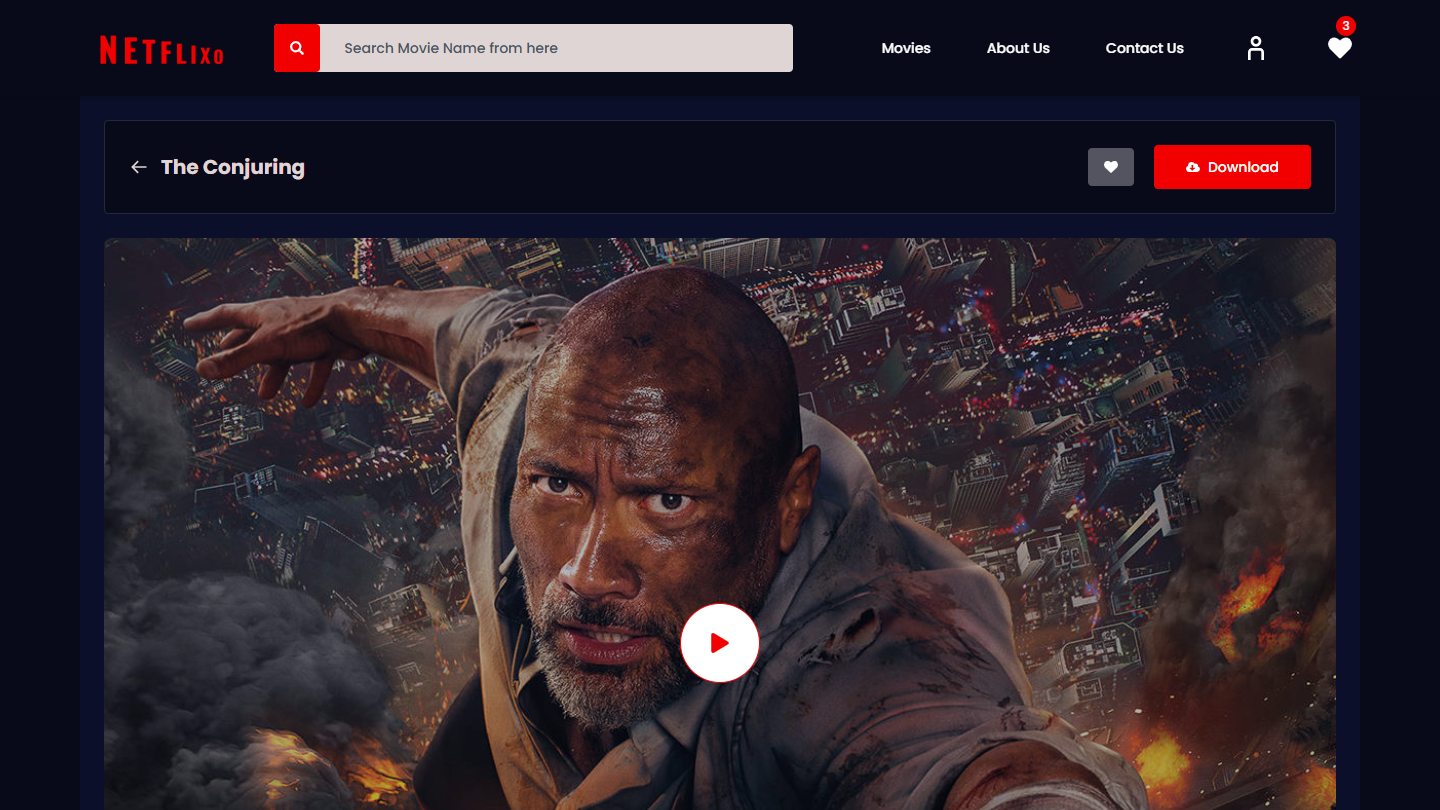 NETFLIXO
Search Movie Name from here
Movies
About Us
Contact Us
3
The Conjuring
Download